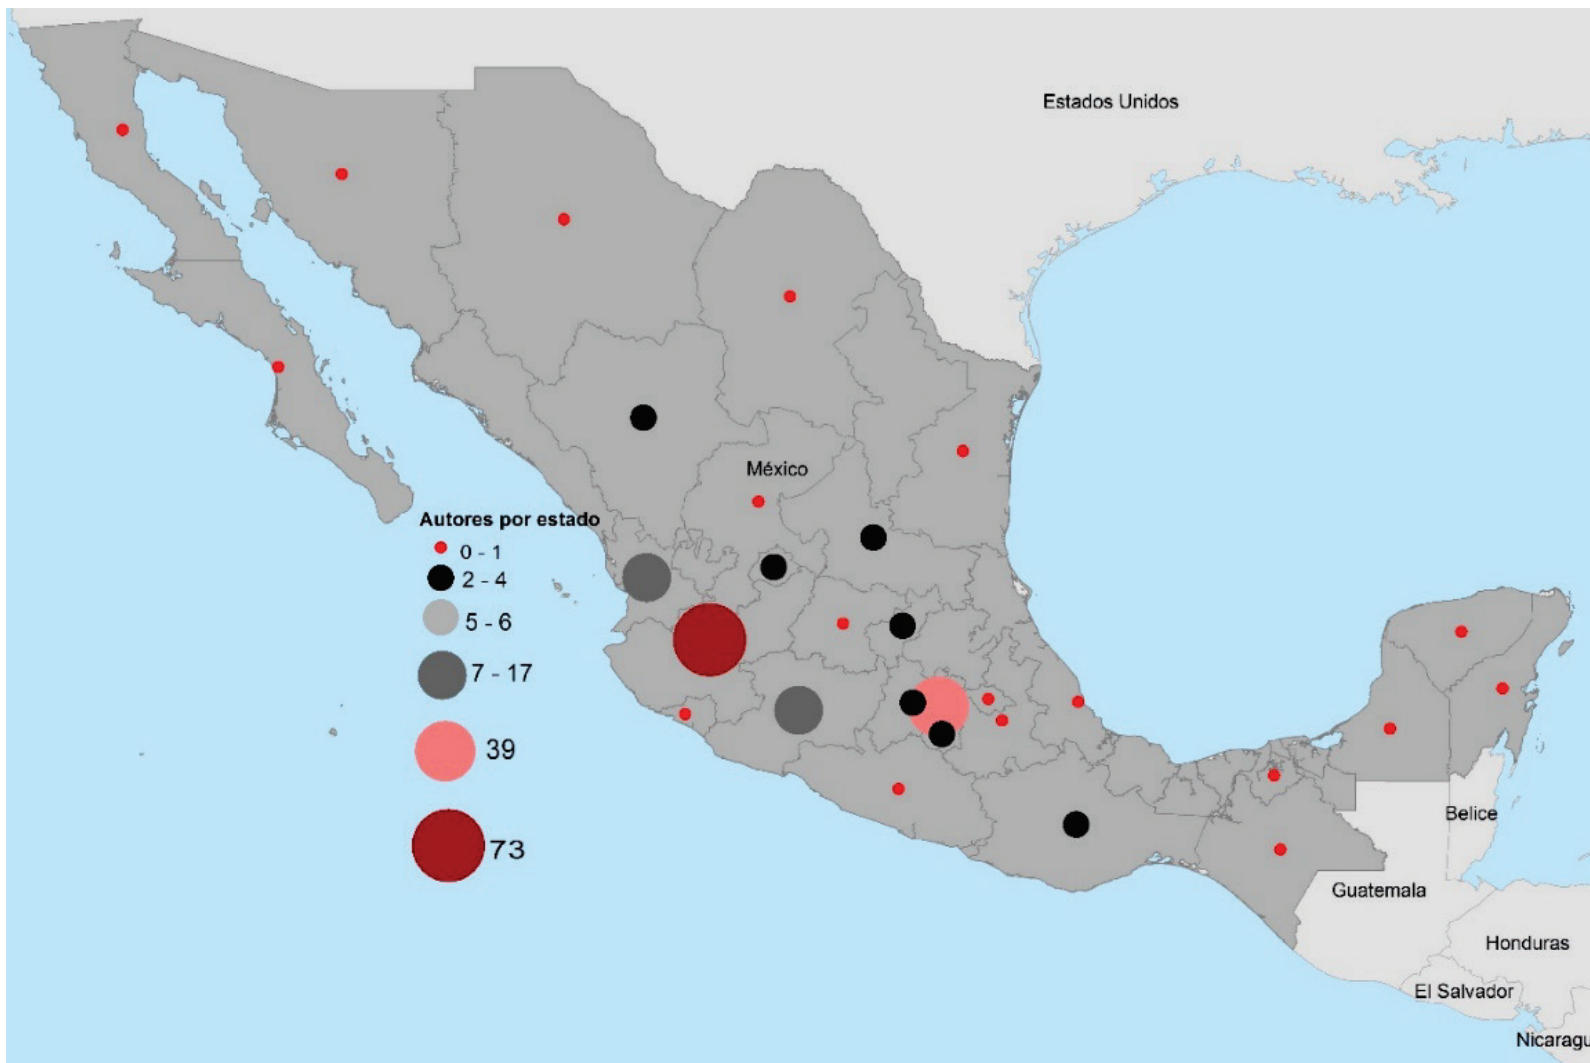 Estados Unidos
México
Autores por estado
0 - 1
2 - 4
5 - 6
7 - 17
39
73
Belice
Guatemala
Honduras
El Salvador
Nicaragu